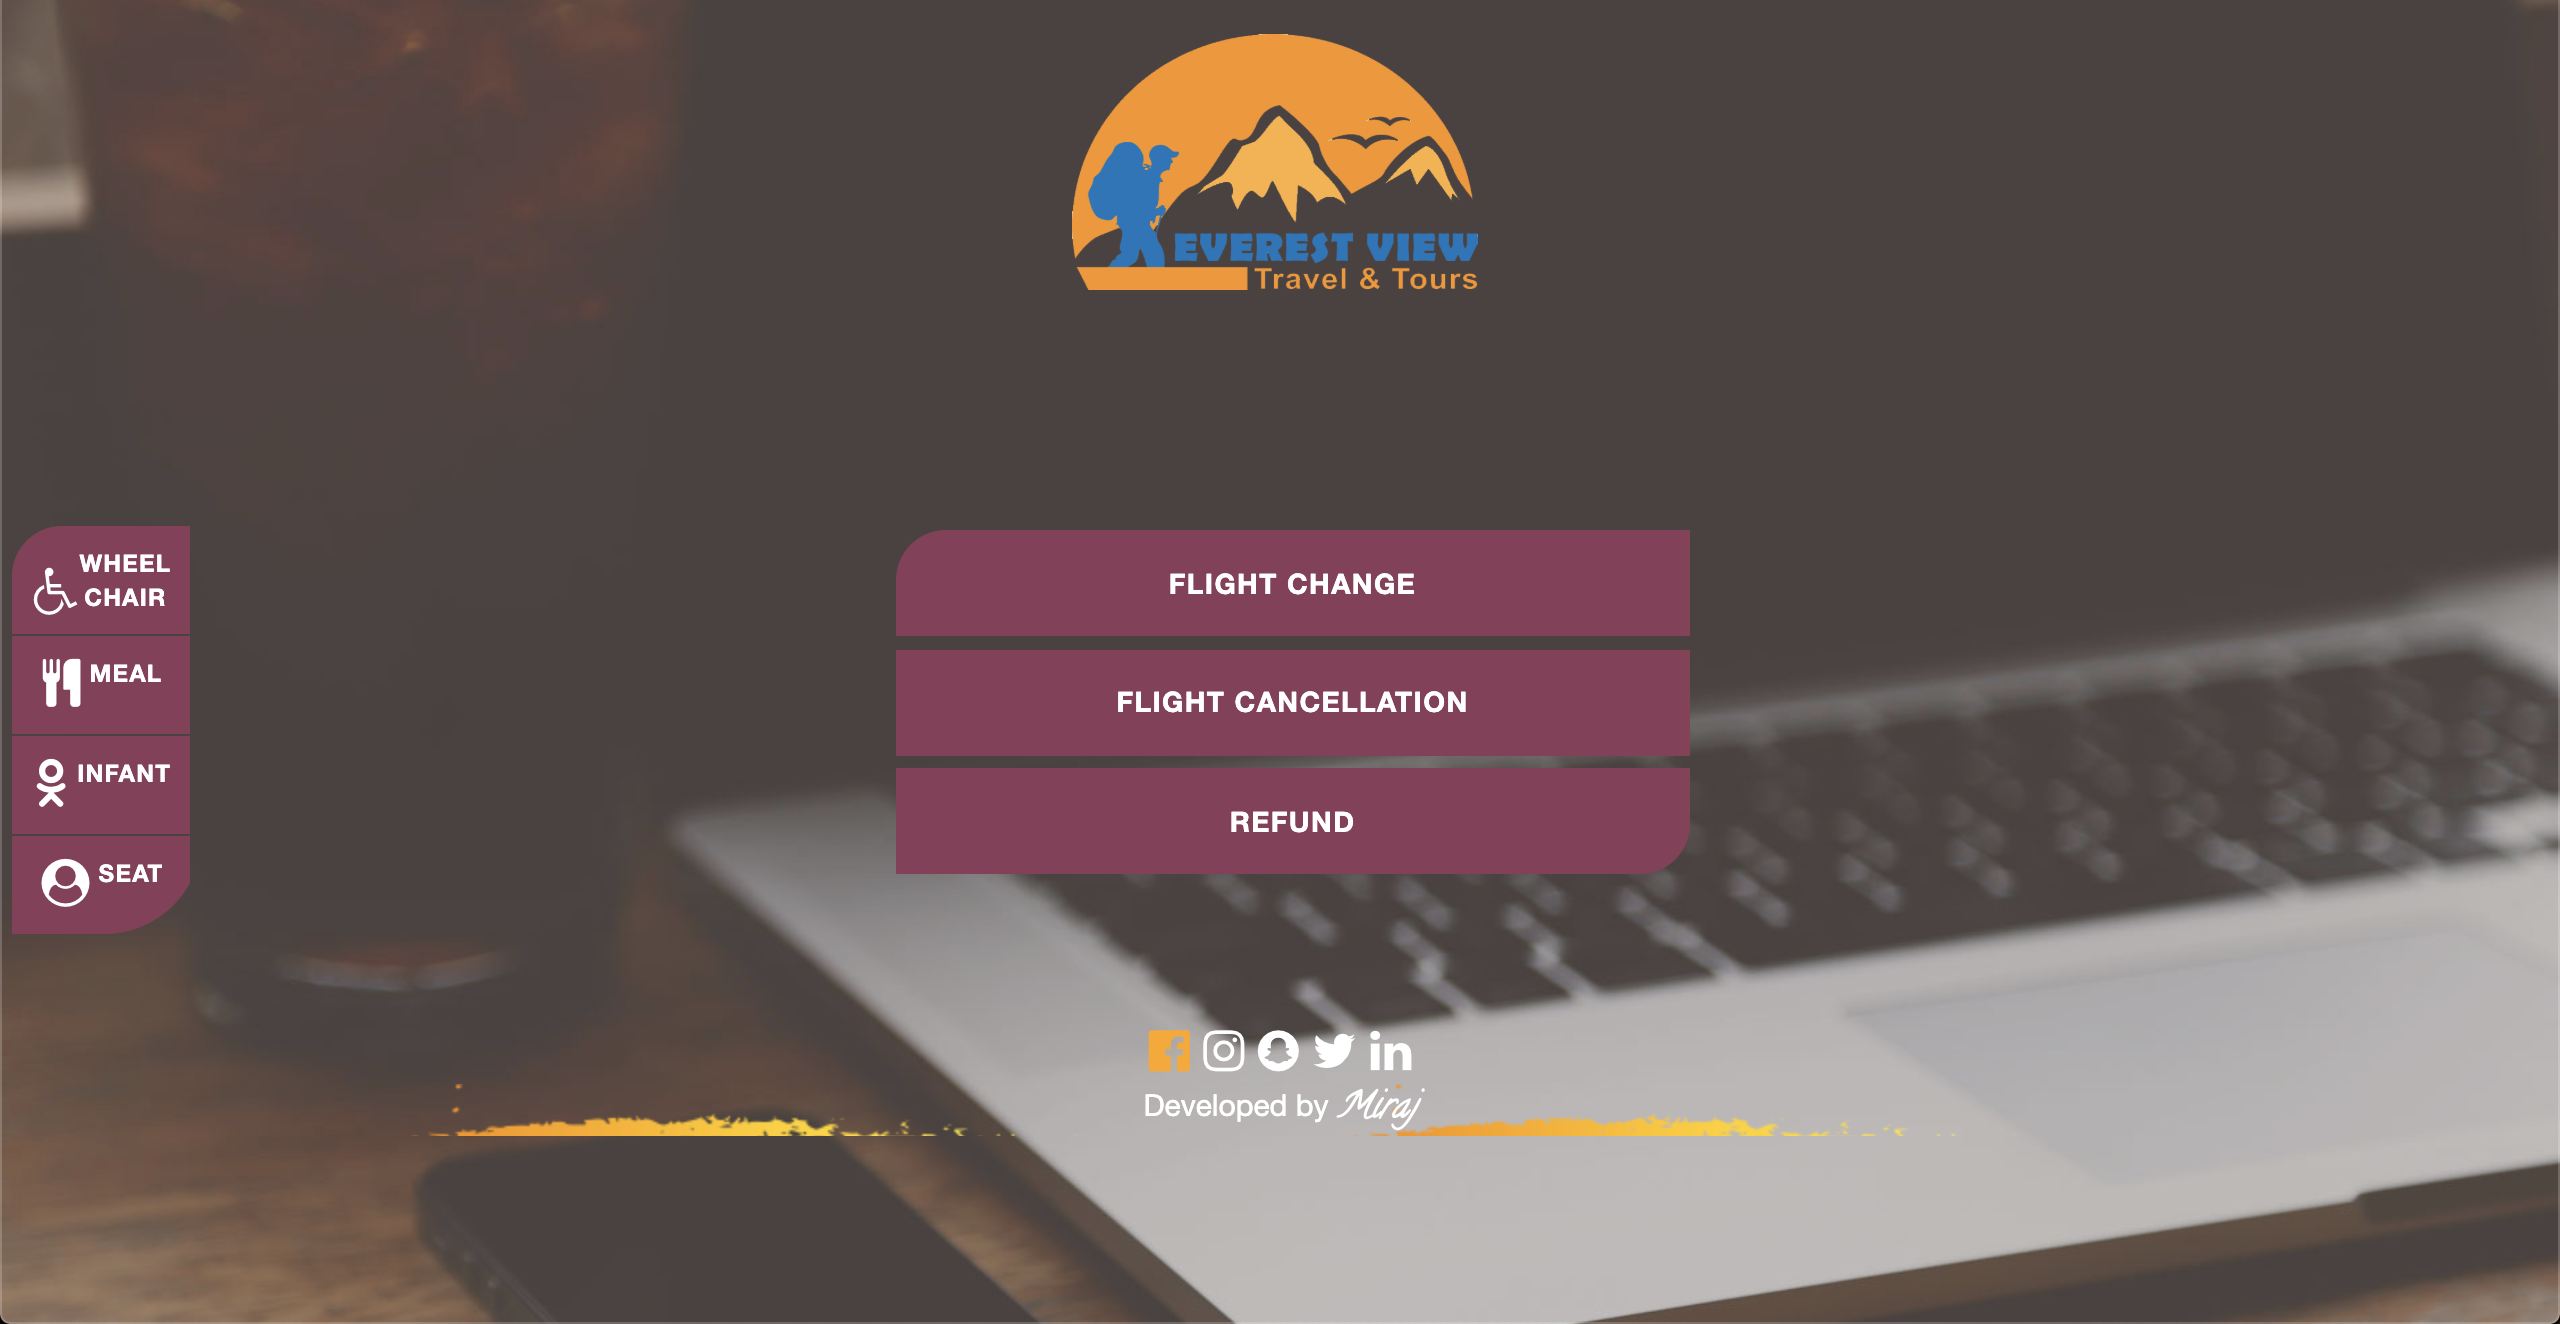 EVEREST VIEW
Travel & Tours
WHEEL
CHAIR
MEAL
INFANT
SEAT
FLIGHT CHANGE
FLIGHT CANCELLATION
REFUND
Developed by Miraj